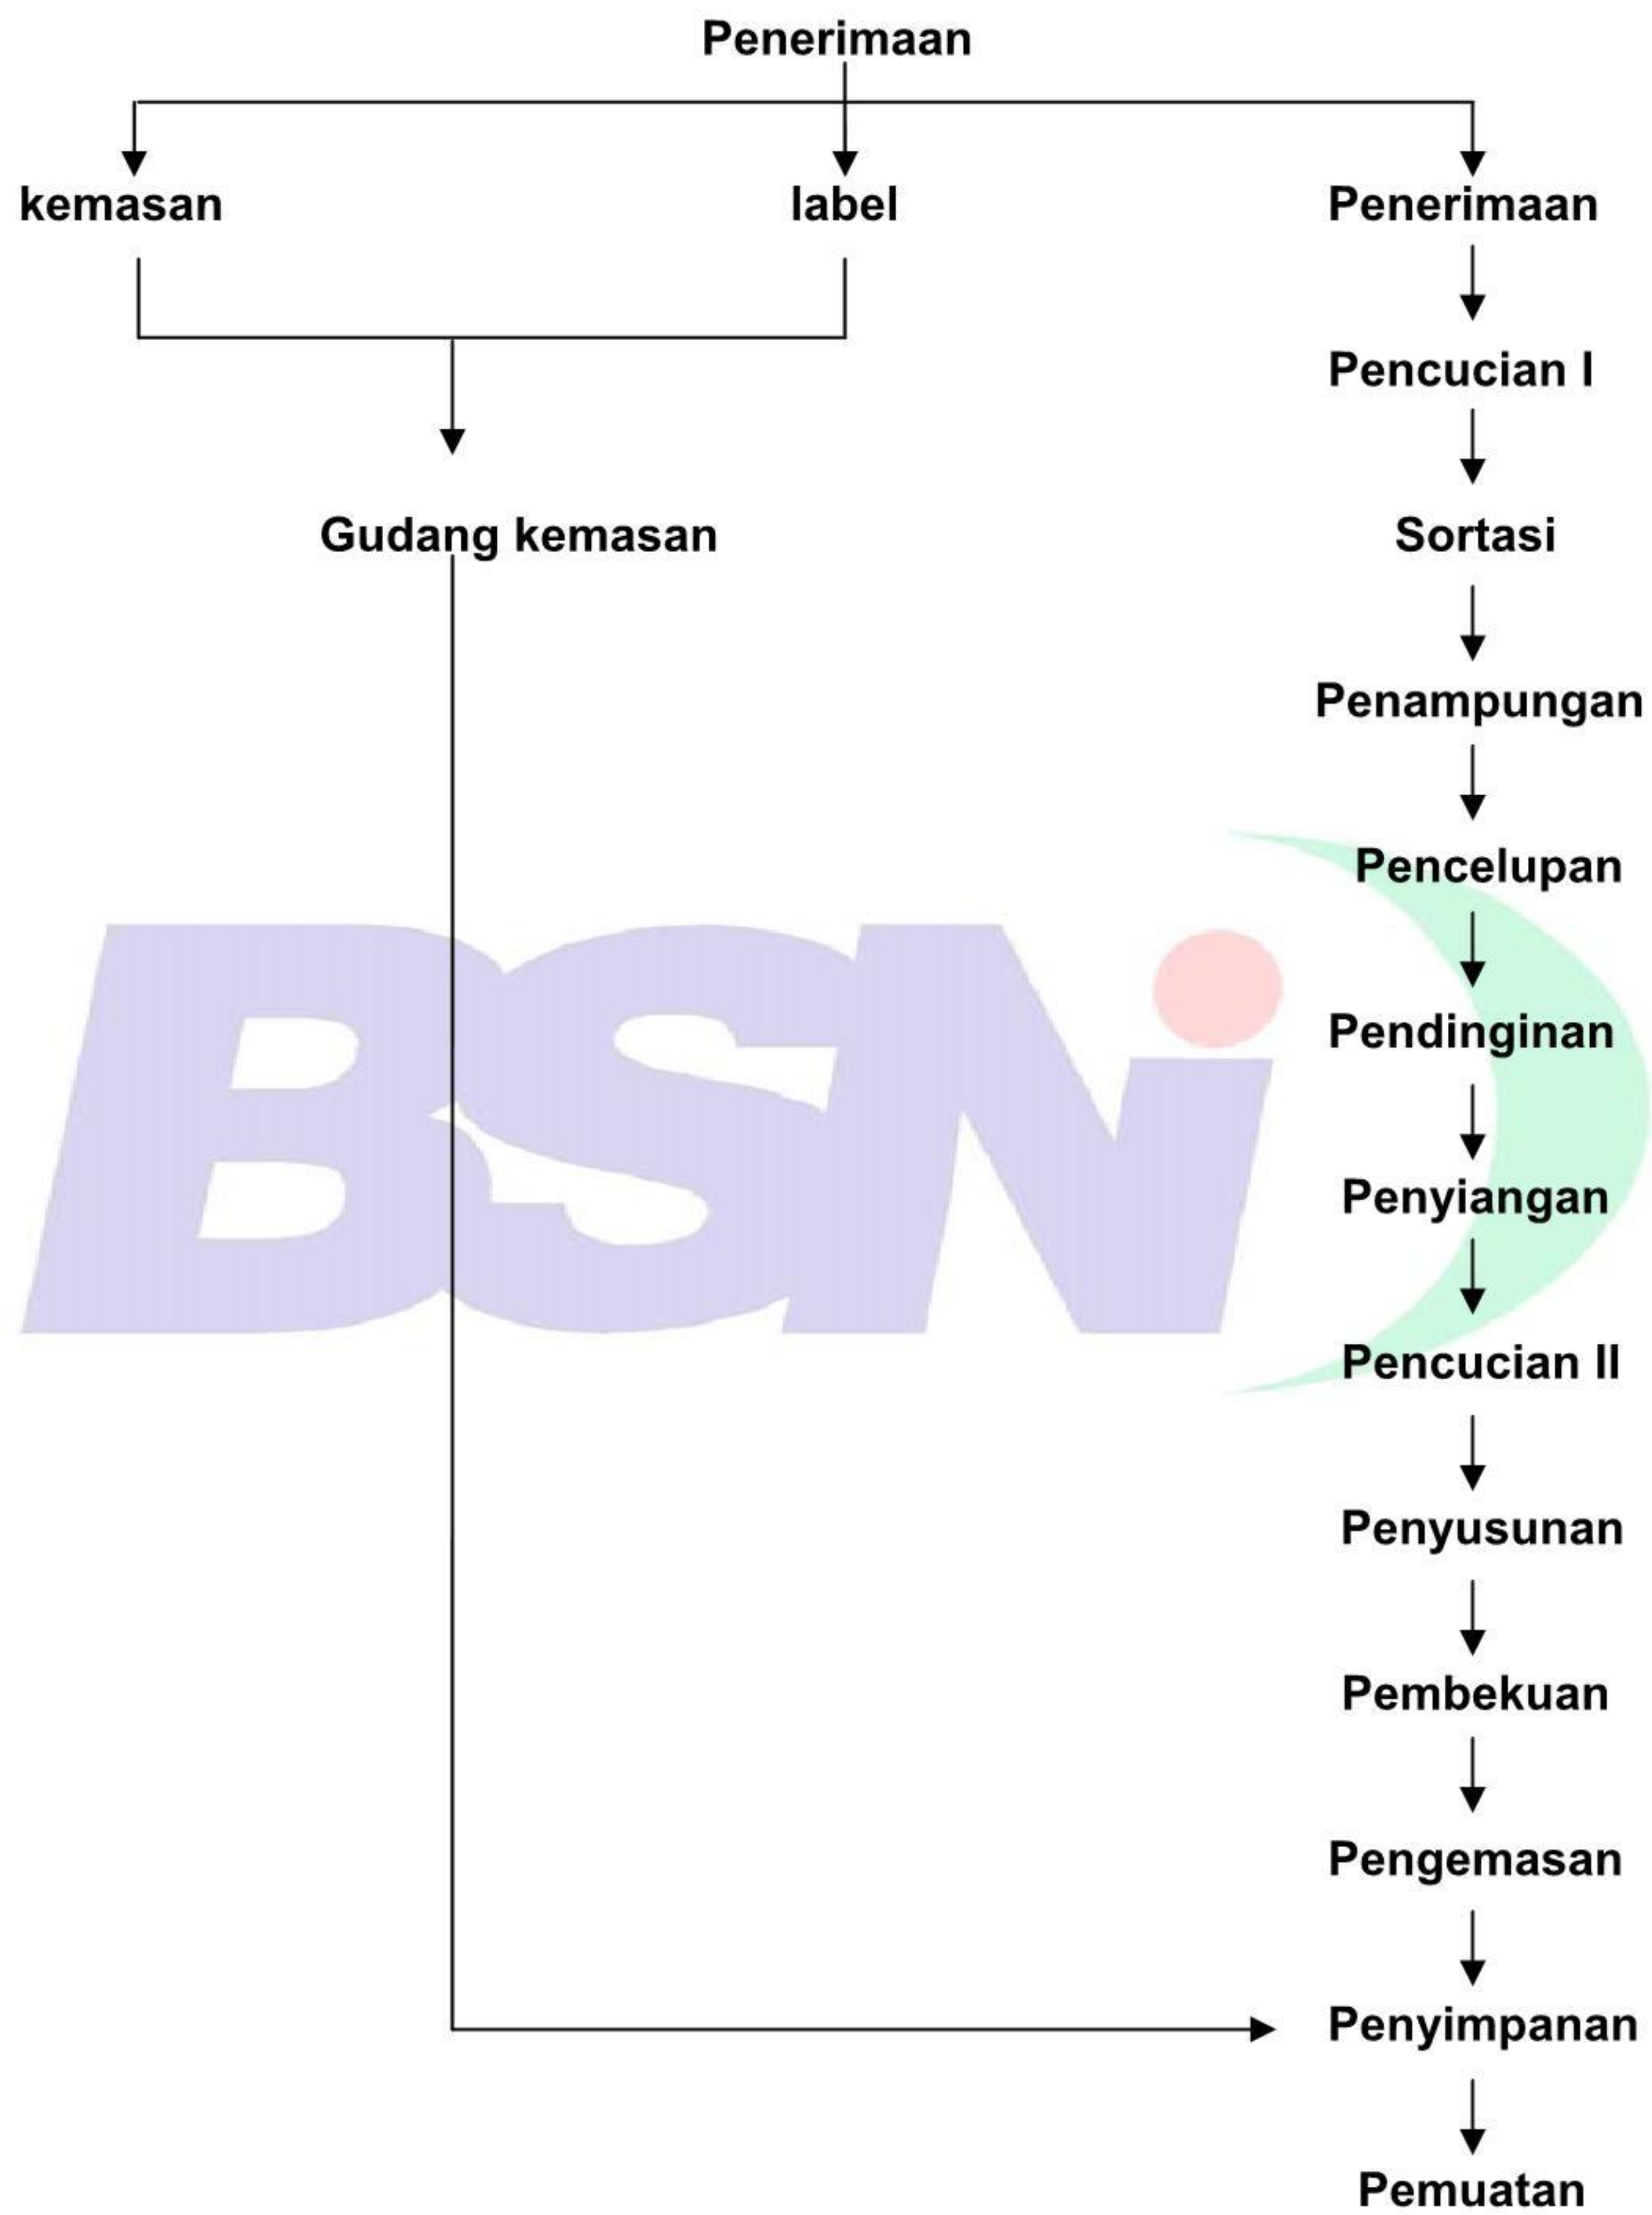 Penerimaan
kemasan label Penerimaan
Pencucian I
Gudang kemasan Sortasi
Penampungan
Pencelupan
Pendinginan
BSNi
Penyiangan
Pencucian II
Penyusunan
Pembekuan
Pengemasan
Penyimpanan
Pemuatan